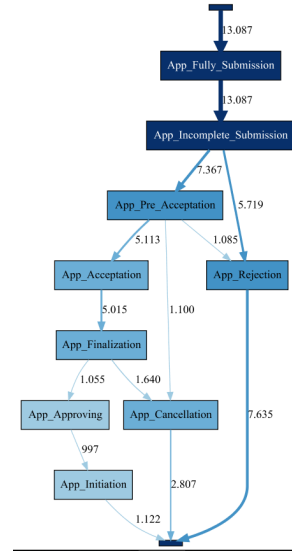 13.087
App_Fully_Submission
13.087
App_Incomplete_Submission
7.367
5.719
App_Pre_Acceptation
5.113
1.085
App_Acceptation
App_Rejection
5.015
1.100
App_Finalization
1.055
1.640
App_Approving
App_Cancellation
7.635
997
App_Initiation
2.807
1.122